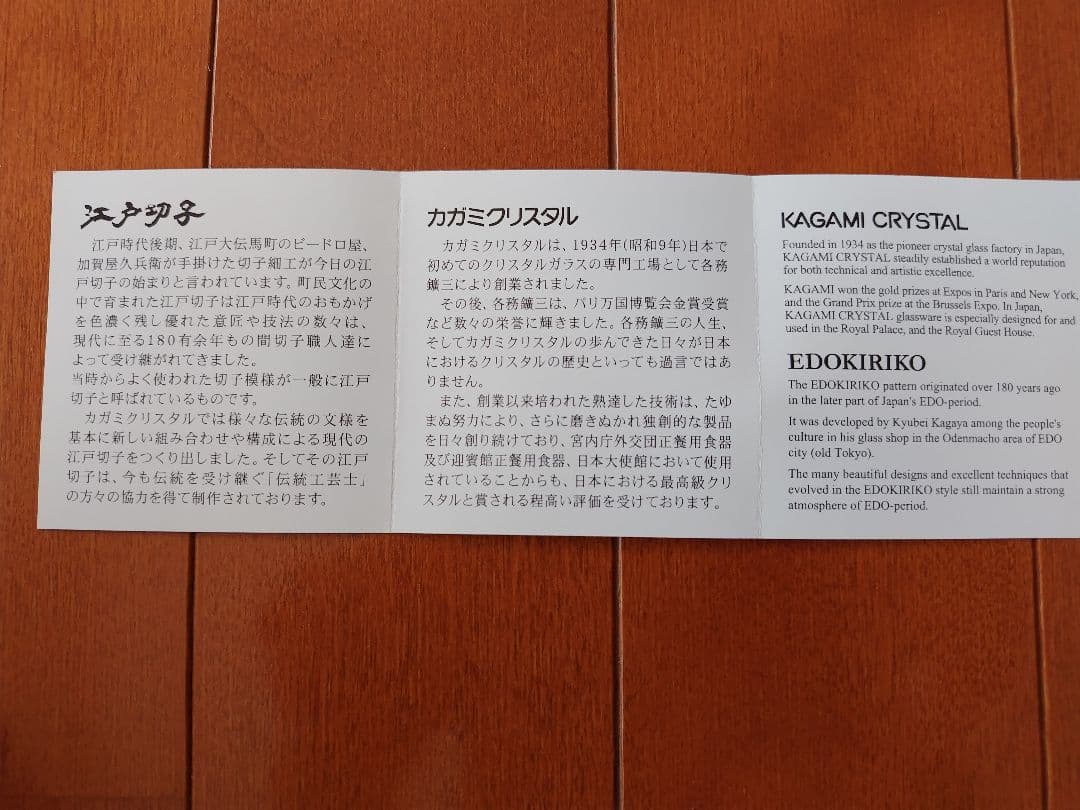 江戸切子
江戸時代後期、江戸大伝馬町のビードロ屋、
加賀屋久兵衛が手掛けた切子細工が今日の江
戸切子の始まりと言われています。町民文化の
中で育まれた江戸切子は江戸時代のおもかげ
を色濃く残し優れた意匠や技法の数々は、
現代に至る180有余年もの間切子職人達に
よって受け継がれてきました。
当時からよく使われた切子模様が一般に江戸
切子と呼ばれているものです。
カガミクリスタルでは様々な伝統の文様を
基本に新しい組み合わせや構成による現代の
江戸切子をつくり出しました。そしてその江戸
切子は、今も伝統を受け継ぐ「伝統工芸士」
の方々の協力を得て制作されております。
カガミクリスタル
カガミクリスタルは、1934年(昭和9年)日本で
初めてのクリスタルガラスの専門工場として各務
鑛三により創業されました。
その後、各務鑛三は、パリ万国博覧会金賞受賞
など数々の栄誉に輝きました。各務鑛三の人生、
そしてカガミクリスタルの歩んできた日々が日本
におけるクリスタルの歴史といっても過言ではあ
りません。
また、創業以来培われた熟達した技術は、たゆ
まぬ努力により、さらに磨きぬかれ独創的な製品
を日々創り続けており、宮内庁外交団正餐用食器
及び迎賓館正餐用食器、日本大使館において使用
されていることからも、日本における最高級クリ
スタルと賞される程高い評価を受けております。
KAGAMI CRYSTAL
Founded in 1934 as the pioneer crystal glass factory in Japan,
KAGAMI CRYSTAL steadily established a world reputation
for both technical and artistic excellence.
KAGAMI won the gold prizes at Expos in Paris and New York,
and the Grand Prix prize at the Brussels Expo. In Japan,
KAGAMI CRYSTAL glassware is especially designed for and
used in the Royal Palace, and the Royal Guest House.
EDOKIRIKO
The EDOKIRIKO pattern originated over 180 years ago
in the later part of Japan's EDO-period.
It was developed by Kyubei Kagaya among the people's
culture in his glass shop in the Odenmacho area of EDO
city (old Tokyo).
The many beautiful designs and excellent techniques that
evolved in the EDOKIRIKO style still maintain a strong
atmosphere of EDO-period.